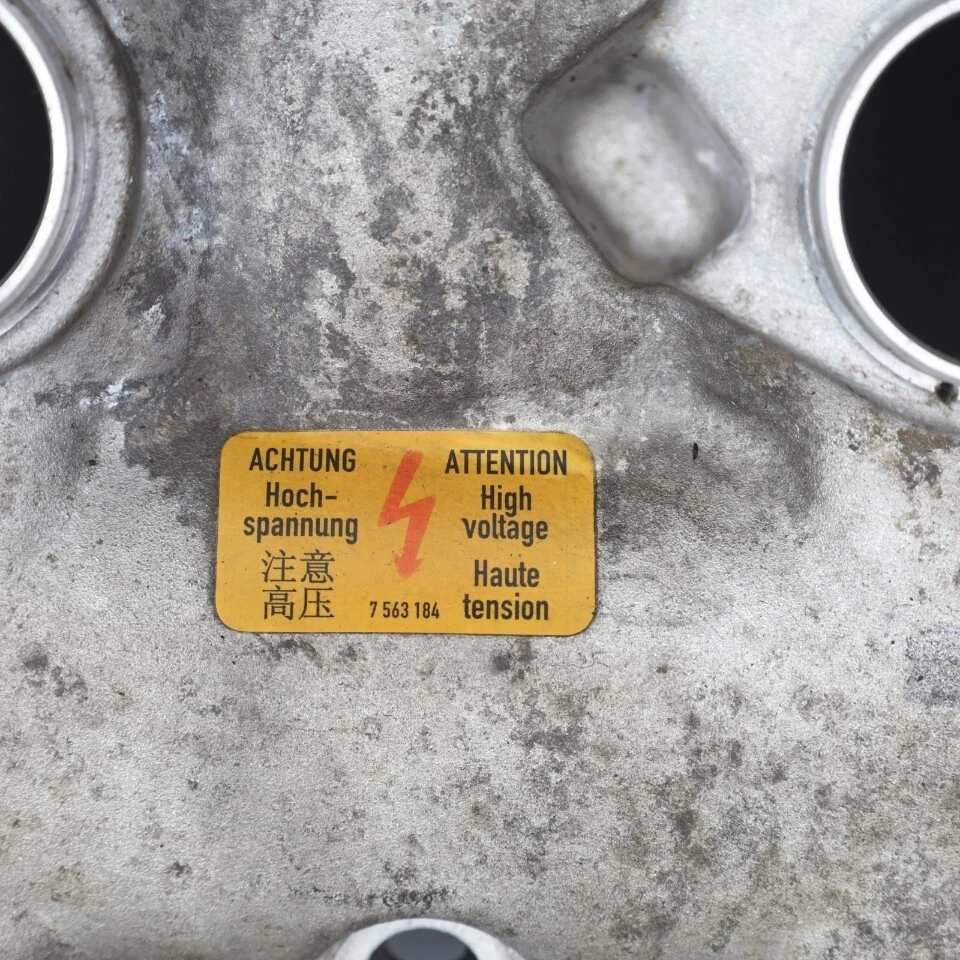 ACHTUNG
Hoch-
spannung
注意
高压
7 563 184
ATTENTION
High
voltage
Haute
tension